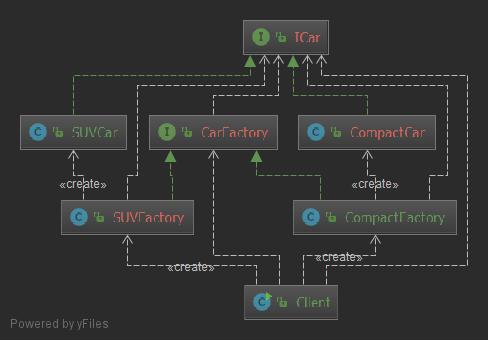 I ICar
C SUVCar
I CarFactory
C CompactCar
«create»
«create»
C SUVFactory
C CompactFactory
«create»
«create»
C Client
Powered by yFiles